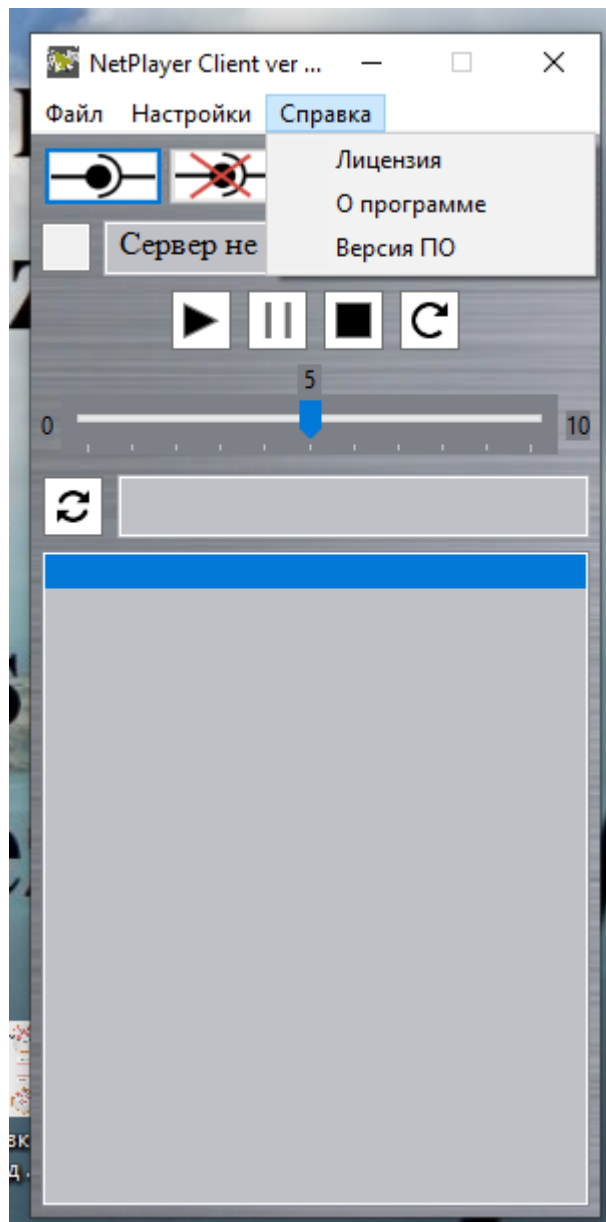 NetPlayer Client ver ...
Файл Настройки Справка
Лицензия
О программе
Версия ПО
Сервер не
5
0 10